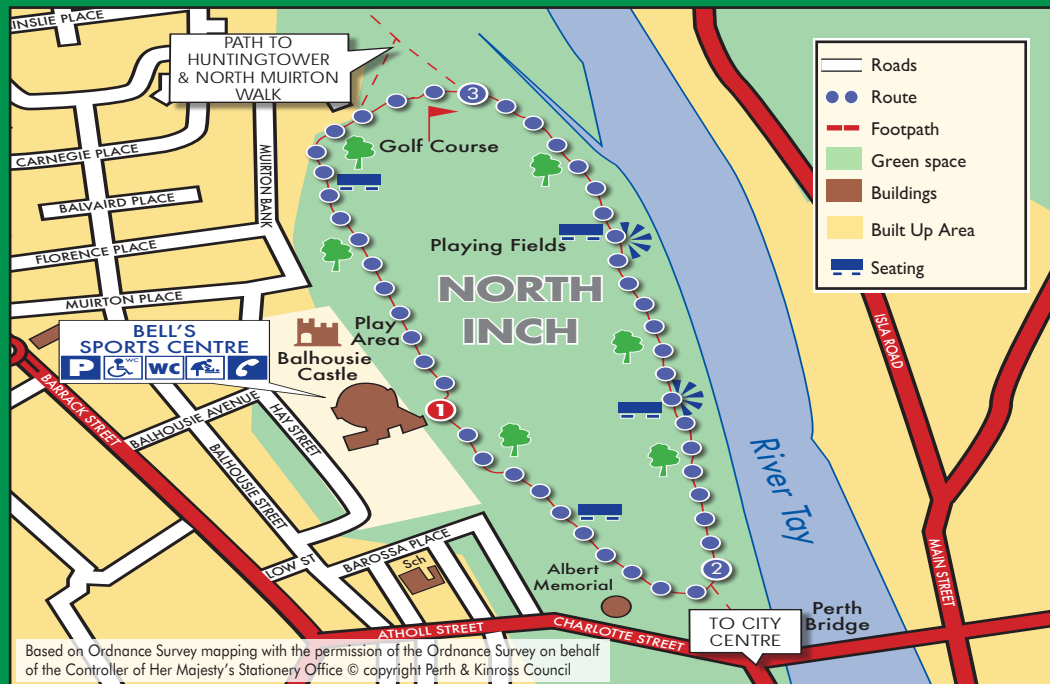 INSLIE PLACE
PATH TO
HUNTINGTOWER
& NORTH MUIRTON
WALK
3
Golf Course
CARNEGIE PLACE
MUIRTON BANK
BALVAIRD PLACE
FLORENCE PLACE
MUIRTON PLACE
Playing Fields
NORTH
INCH
Roads
Route
Footpath
Green space
Buildings
Built Up Area
Seating
BELL'S
SPORTS CENTRE
P WC WC
Play
Area
Balhousie
Castle
1
BARRACK STREET
BALHOUSIE AVENUE
HAY STREET
BALHOUSIE STREET
LOW ST
BAROSSA PLACE
Sch
River Tay
ISLA ROAD
MAIN STREET
2
Albert
Memorial
ATHOLL STREET
CHARLOTTE STREET
TO CITY
CENTRE
Perth
Bridge
Based on Ordnance Survey mapping with the permission of the Ordnance Survey on behalf
of the Controller of Her Majesty's Stationery Office © copyright Perth & Kinross Council